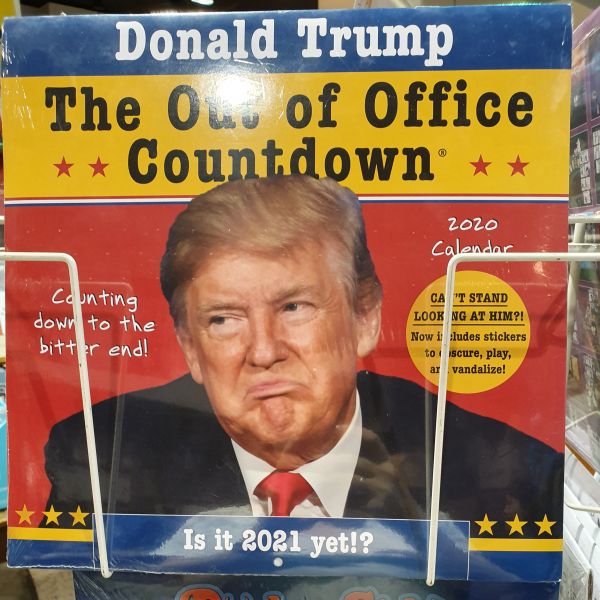 Donald Trump
The Out of Office
Countdown®
2020
Calendar
Counting
down to the
bitter end!
CAN'T STAND
LOOKING AT HIM?!
Now includes stickers
to obscure, play,
and vandalize!
Is it 2021 yet!?